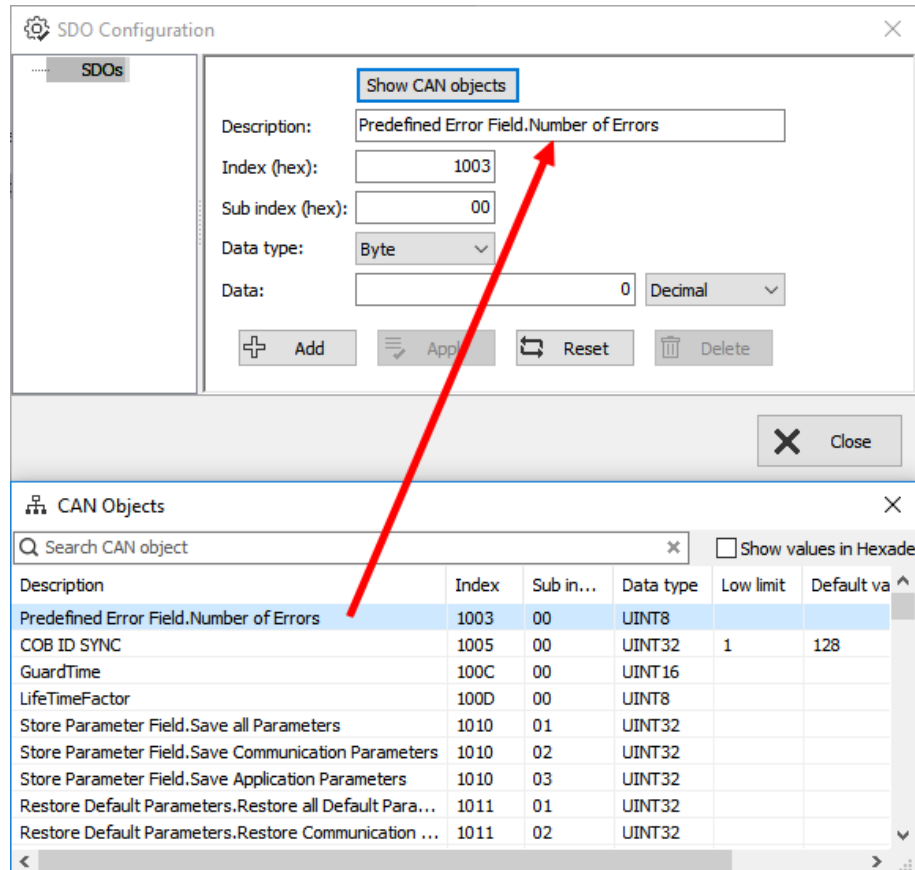 SDO Configuration
SDOs
Show CAN objects
Description: Predefined Error Field.Number of Errors
Index (hex): 1003
Sub index (hex): 00
Data type: Byte
Data: 0 Decimal
Add Apply Reset Delete
Close
CAN Objects
Search CAN object Show values in Hexade
Description Index Sub in... Data type Low limit Default va
Predefined Error Field.Number of Errors 1003 00 UINT8
COB ID SYNC 1005 00 UINT32 1 128
GuardTime 100C 00 UINT16
LifeTimeFactor 100D 00 UINT8
Store Parameter Field.Save all Parameters 1010 01 UINT32
Store Parameter Field.Save Communication Parameters 1010 02 UINT32
Store Parameter Field.Save Application Parameters 1010 03 UINT32
Restore Default Parameters.Restore all Default Para... 1011 01 UINT32
Restore Default Parameters.Restore Communication ... 1011 02 UINT32